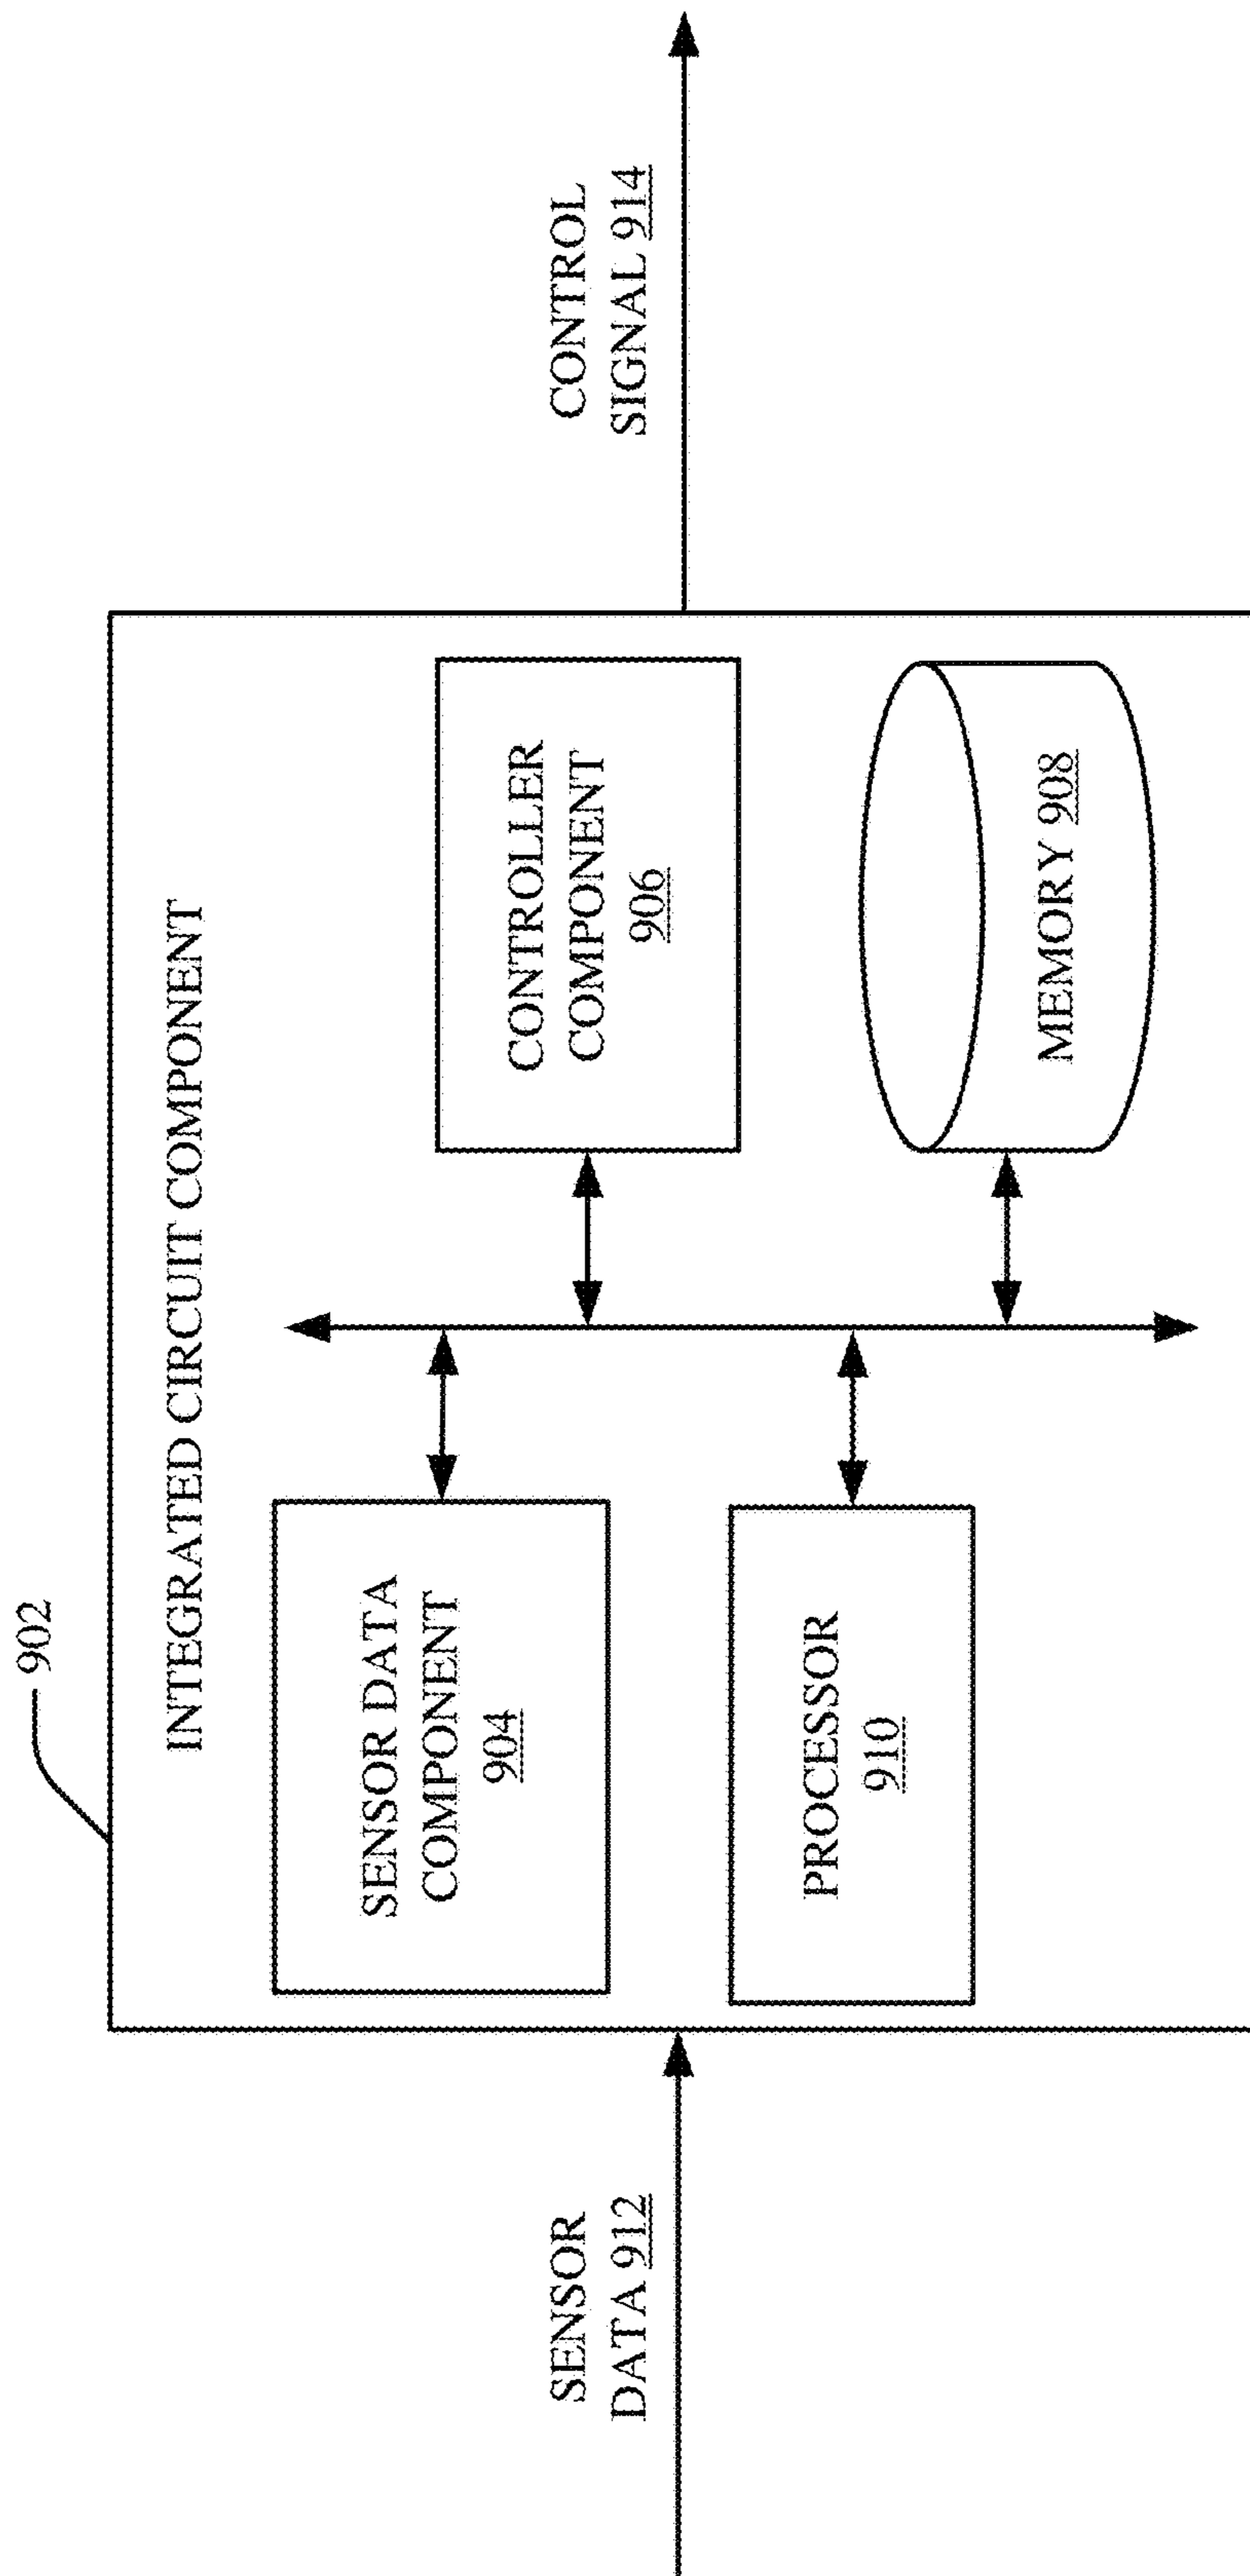 902
INTEGRATED CIRCUIT COMPONENT
SENSOR DATA
COMPONENT
904
CONTROLLER
COMPONENT
906
SENSOR
DATA 912
CONTROL
SIGNAL 914
PROCESSOR
910
MEMORY 908